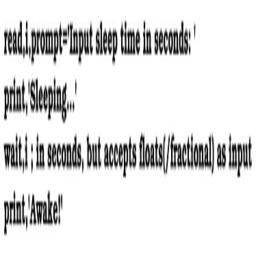 read,i,prompt='Input sleep time in seconds: '
print,'Sleeping...'
wait,i ; in seconds, but accepts floats(/fractional) as input
print,'Awake!'